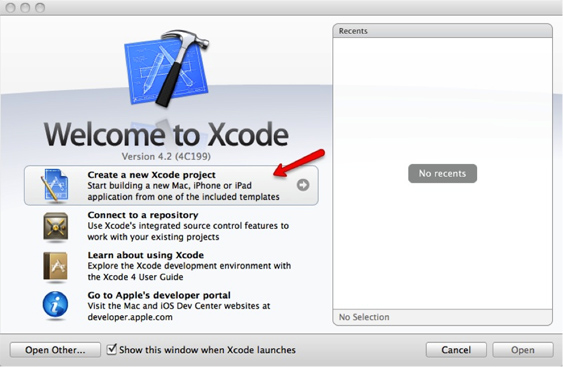 Recents
Welcome to Xcode
Version 4.2 (4C199)
Create a new Xcode project
Start building a new Mac, iPhone or iPad
application from one of the included templates
No recents
Connect to a repository
Use Xcode's integrated source control features to
work with your existing projects
Learn about using Xcode
Explore the Xcode development environment with
the Xcode 4 User Guide
Go to Apple's developer portal
Visit the Mac and iOS Dev Center websites at
developer.apple.com
No Selection
Open Other...
Show this window when Xcode launches
Cancel
Open